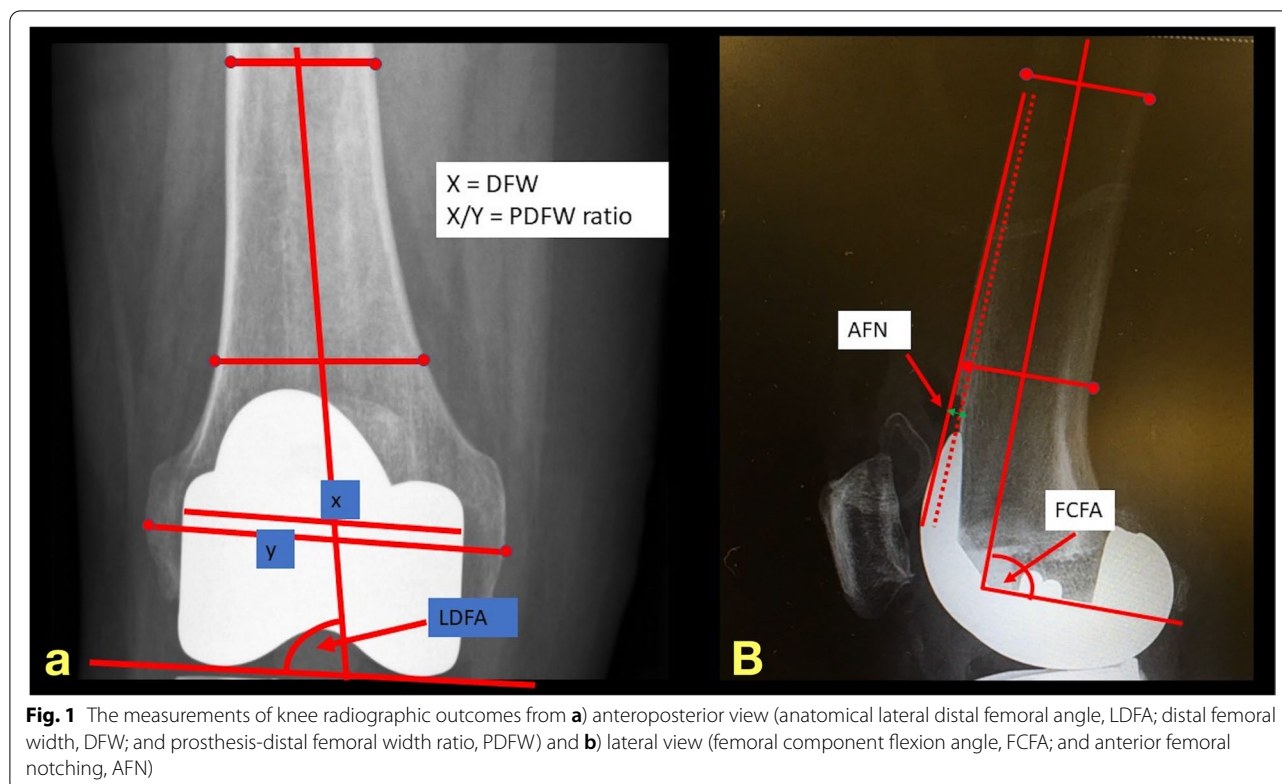 X = DFW
X/Y = PDFW ratio
x
y
LDFA
a
AFN
FCFA
B
Fig. 1 The measurements of knee radiographic outcomes from a) anteroposterior view (anatomical lateral distal femoral angle, LDFA; distal femoral
width, DFW; and prosthesis-distal femoral width ratio, PDFW) and b) lateral view (femoral component flexion angle, FCFA; and anterior femoral
notching, AFN)